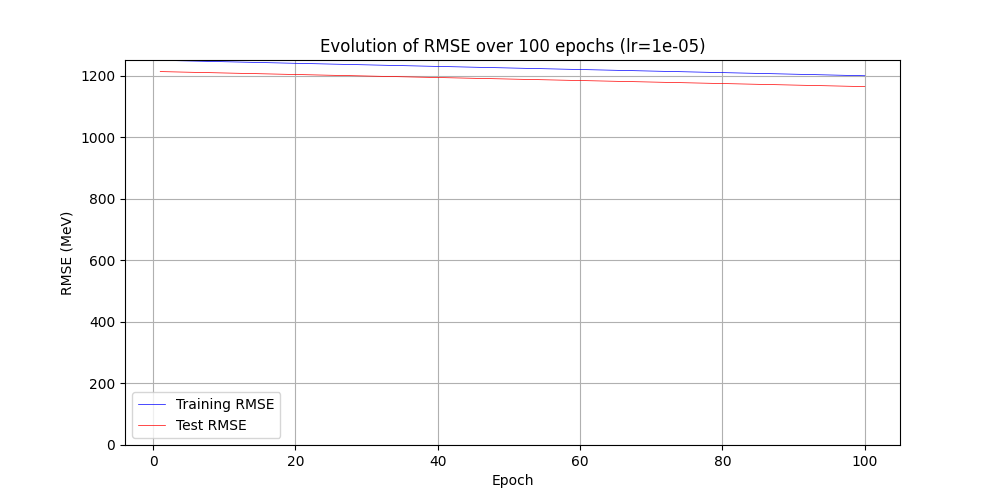 Evolution of RMSE over 100 epochs (lr=1e-05)
RMSE (MeV)
1200
1000
800
600
400
200
0
Training RMSE
Test RMSE
0 20 40 60 80 100
Epoch